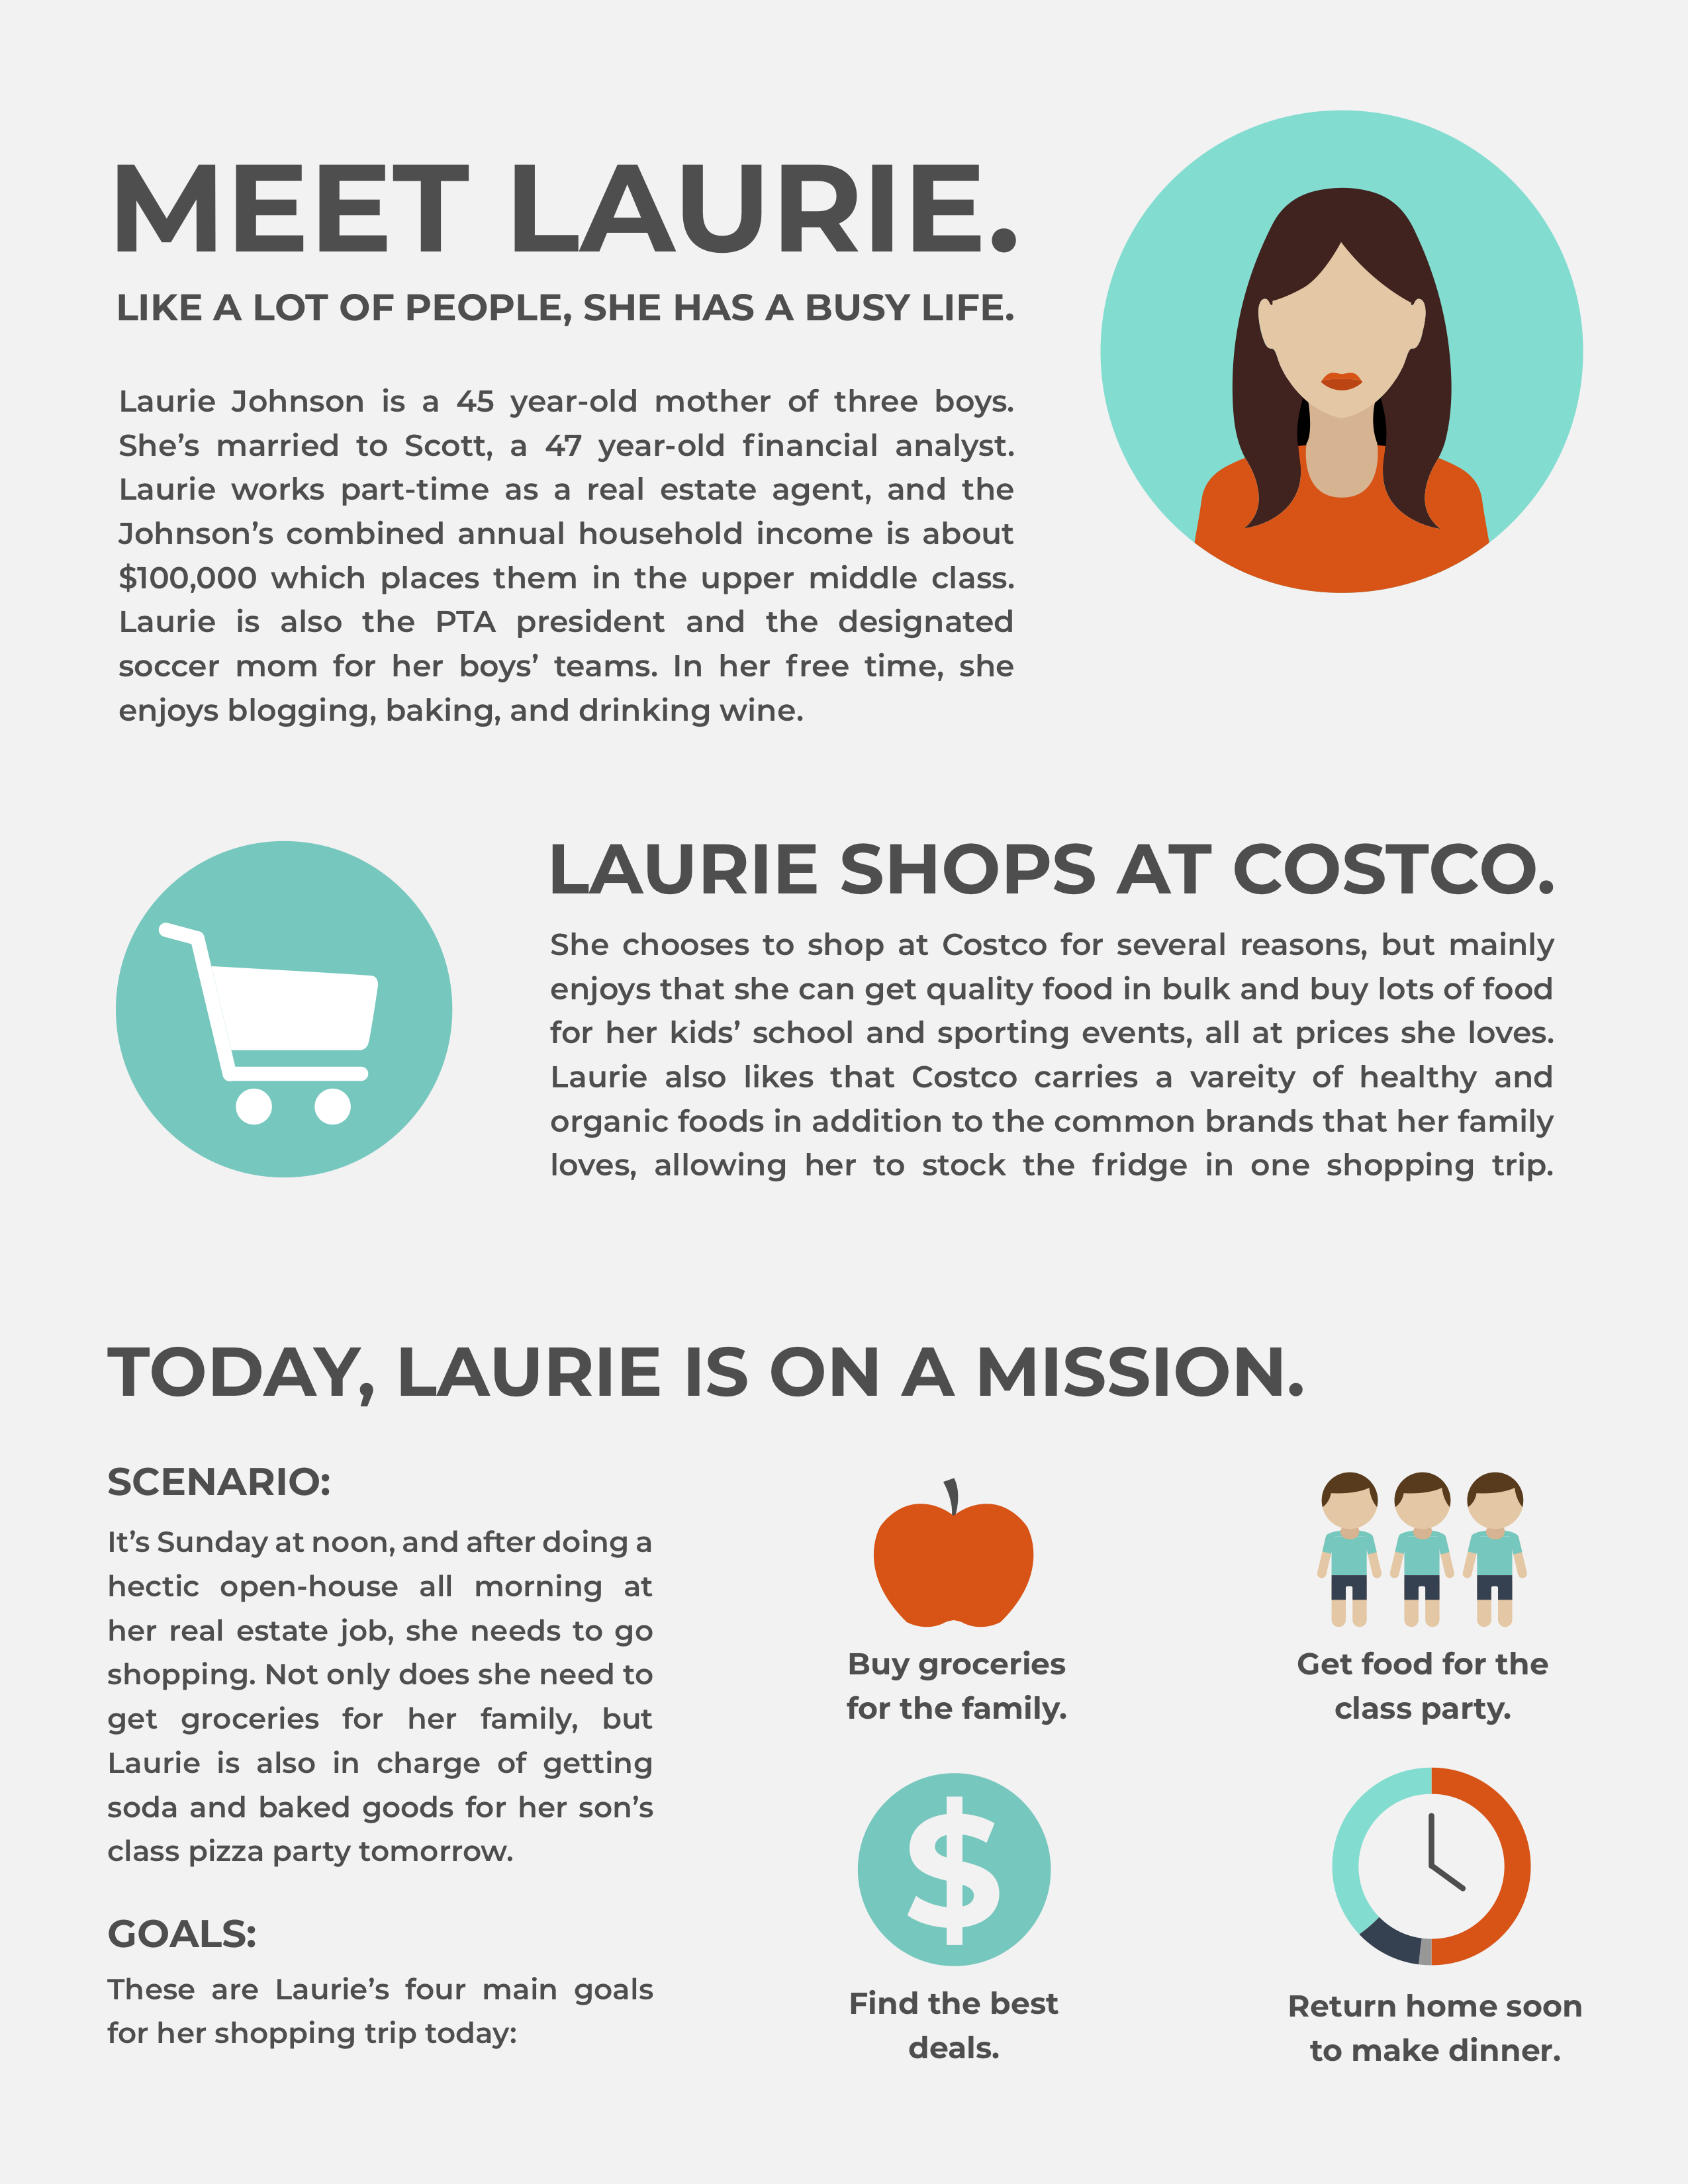 MEET LAURIE.
LIKE A LOT OF PEOPLE, SHE HAS A BUSY LIFE.
Laurie Johnson is a 45 year-old mother of three boys.
She’s married to Scott, a 47 year-old financial analyst.
Laurie works part-time as a real estate agent, and the
Johnson’s combined annual household income is about
$100,000 which places them in the upper middle class.
Laurie is also the PTA president and the designated
soccer mom for her boys’ teams. In her free time, she
enjoys blogging, baking, and drinking wine.
LAURIE SHOPS AT COSTCO.
She chooses to shop at Costco for several reasons, but mainly
enjoys that she can get quality food in bulk and buy lots of food
for her kids’ school and sporting events, all at prices she loves.
Laurie also likes that Costco carries a vareity of healthy and
organic foods in addition to the common brands that her family
loves, allowing her to stock the fridge in one shopping trip.
TODAY, LAURIE IS ON A MISSION.
SCENARIO:
It’s Sunday at noon, and after doing a
hectic open-house all morning at
her real estate job, she needs to go
shopping. Not only does she need to
get groceries for her family, but
Laurie is also in charge of getting
soda and baked goods for her son’s
class pizza party tomorrow.
GOALS:
These are Laurie’s four main goals
for her shopping trip today:
Buy groceries
for the family.
Get food for the
class party.
$
Find the best
deals.
Return home soon
to make dinner.